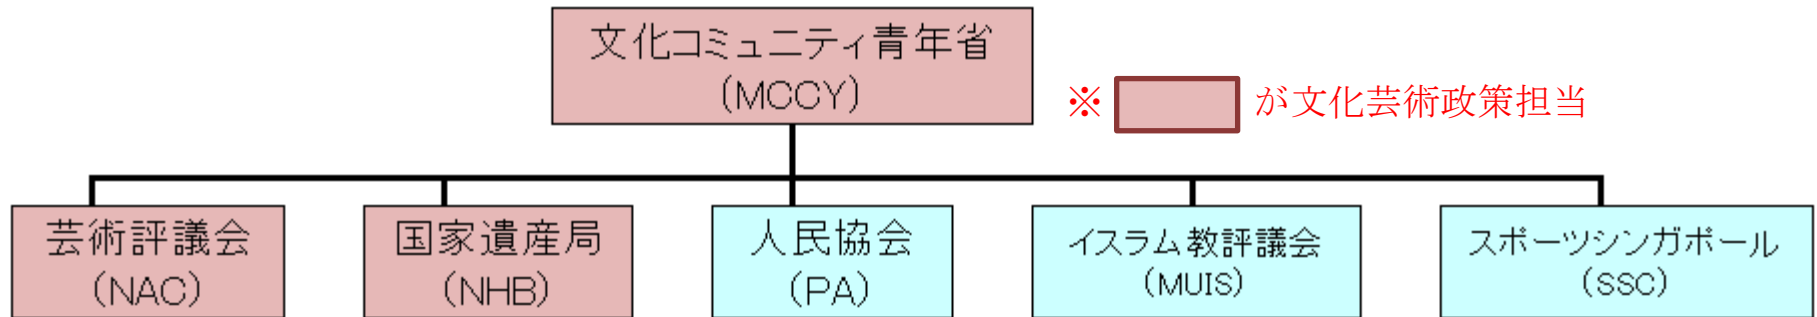 文化コミュニティ青年省
(MCCY)
※ が文化芸術政策担当
芸術評議会
(NAC)
国家遺産局
(NHB)
人民協会
(PA)
イスラム教評議会
(MUIS)
スポーツシンガポール
(SSC)